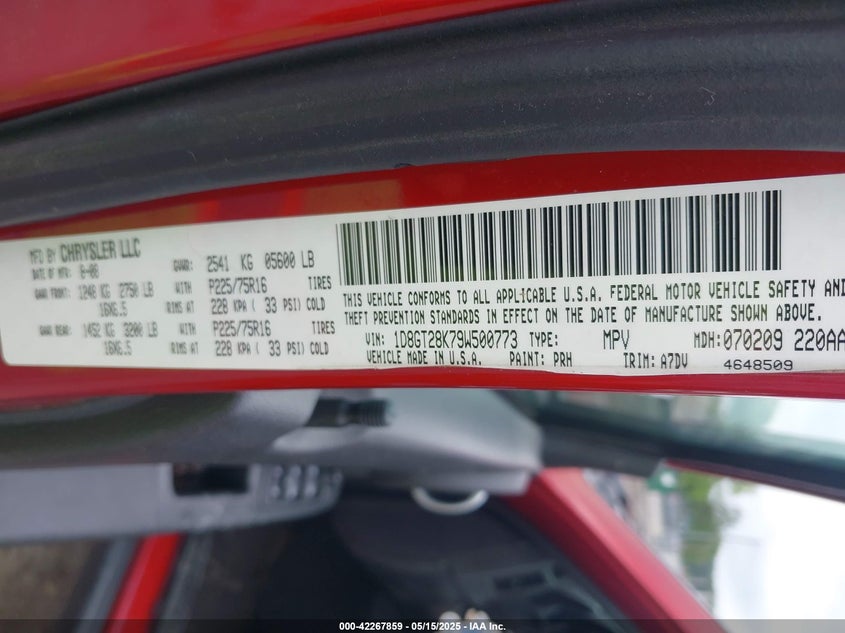 MFD BY CHRYSLER LLC
DATE OF MFR 8-08
GVWR: 2541 KG 05600 LB
GAWR FRONT: 1248 KG 2750 LB WITH P225/75R16 TIRES
16X6.5 RIMS AT 228 KPA ( 33 PSI) COLD
GAWR REAR: 1452 KG 3200 LB WITH P225/75R16 TIRES
16X6.5 RIMS AT 228 KPA ( 33 PSI) COLD
THIS VEHICLE CONFORMS TO ALL APPLICABLE U.S.A. FEDERAL MOTOR VEHICLE SAFETY AND
THEFT PREVENTION STANDARDS IN EFFECT ON THE DATE OF MANUFACTURE SHOWN ABOVE.
VIN: 1D8GT28K79W500773 TYPE: MPV MDH: 070209 220AA
VEHICLE MADE IN U.S.A. PAINT: PRH TRIM: A7DV 4648509
000-42267859 - 05/15/2025 - IAA Inc.